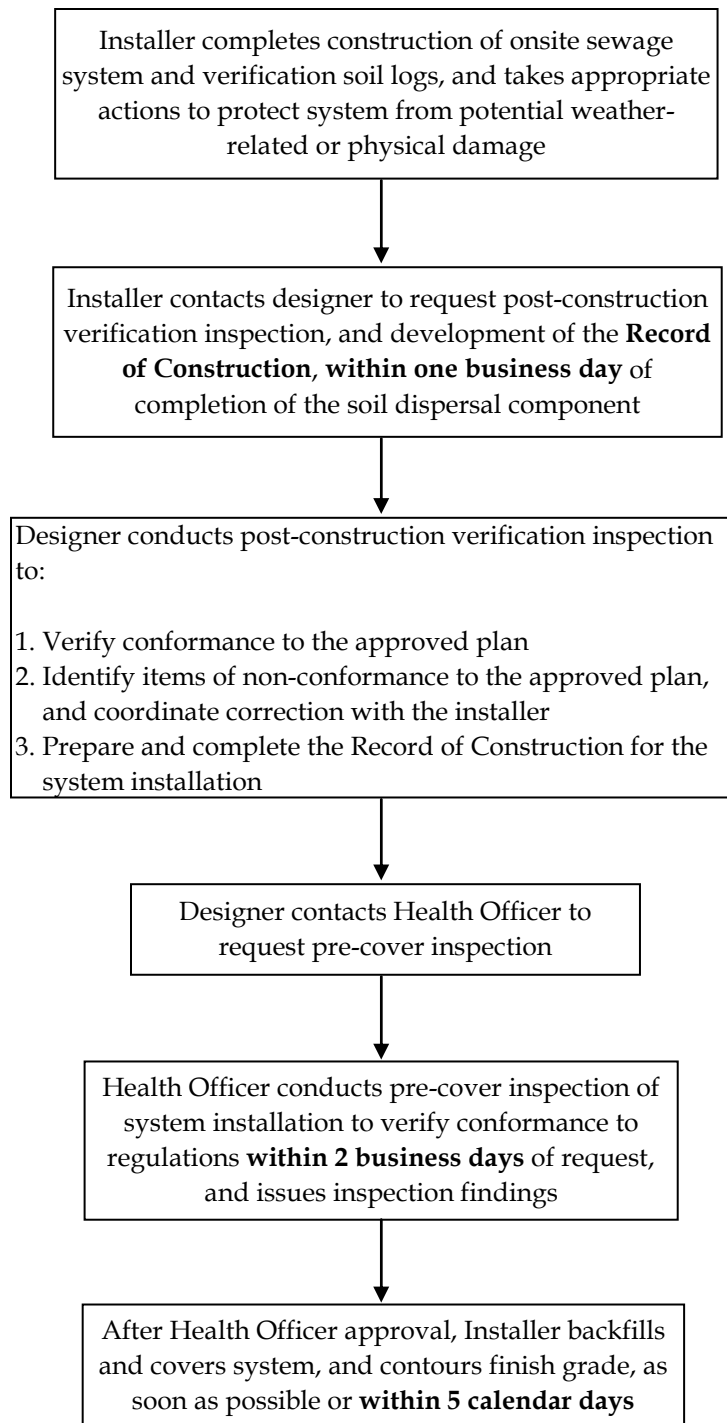 Installer completes construction of onsite sewage
system and verification soil logs, and takes appropriate
actions to protect system from potential weather-
related or physical damage
Installer contacts designer to request post-construction
verification inspection, and development of the Record
of Construction, within one business day of
completion of the soil dispersal component
Designer conducts post-construction verification inspection
to:
1. Verify conformance to the approved plan
2. Identify items of non-conformance to the approved plan,
and coordinate correction with the installer
3. Prepare and complete the Record of Construction for the
system installation
Designer contacts Health Officer to
request pre-cover inspection
Health Officer conducts pre-cover inspection of
system installation to verify conformance to
regulations within 2 business days of request,
and issues inspection findings
After Health Officer approval, Installer backfills
and covers system, and contours finish grade, as
soon as possible or within 5 calendar days